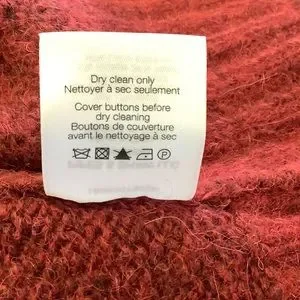 Dry clean only
Nettoyer à sec seulement
Cover buttons before
dry cleaning
Boutons de couverture
avant le nettoyage à sec